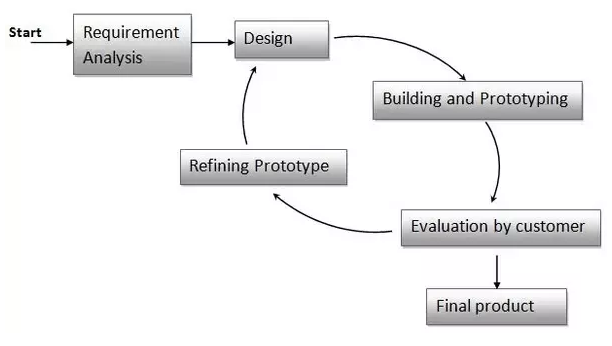 Start
Requirement
Analysis
Design
Building and Prototyping
Refining Prototype
Evaluation by customer
Final product